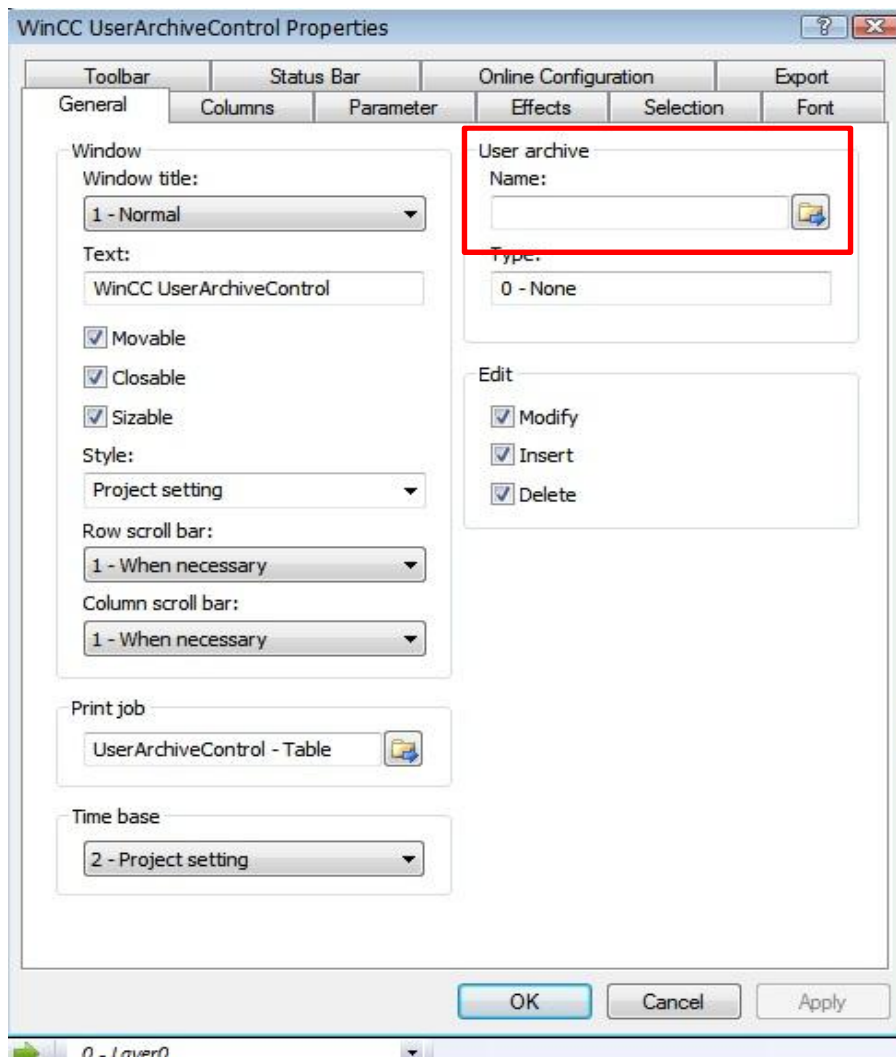 WinCC UserArchiveControl Properties
Toolbar Status Bar Online Configuration Export
General Columns Parameter Effects Selection Font
Window
Window title:
1 - Normal
Text:
WinCC UserArchiveControl
Movable
Closable
Sizable
Style:
Project setting
Row scroll bar:
1 - When necessary
Column scroll bar:
1 - When necessary
Print job
UserArchiveControl - Table
Time base
2 - Project setting
User archive
Name:
Type:
0 - None
Edit
Modify
Insert
Delete
OK Cancel Apply
0 - Layer0